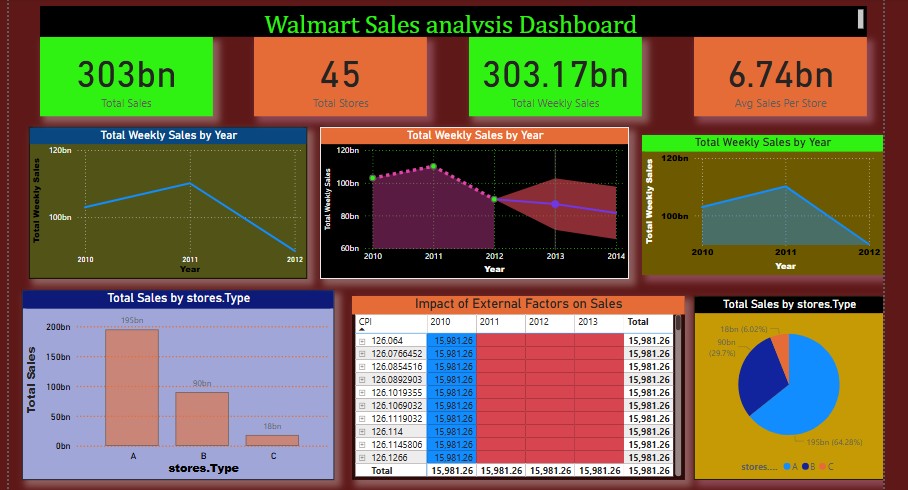 Walmart Sales analysis Dashboard
303bn
Total Sales
45
Total Stores
303.17bn
Total Weekly Sales
6.74bn
Avg Sales Per Store
Total Weekly Sales by Year
Total Weekly Sales
120bn
100bn
2010 2011 2012
Year
Total Weekly Sales by Year
Total Weekly Sales
120bn
100bn
80bn
60bn
2010 2011 2012 2013 2014
Year
Total Weekly Sales by Year
Total Weekly Sales
120bn
100bn
2010 2011 2012
Year
Total Sales by stores.Type
Total Sales
200bn
150bn
100bn
50bn
0bn
195bn
90bn
18bn
A B C
stores.Type
Impact of External Factors on Sales
CPI 2010 2011 2012 2013 Total
126.064 15,981.26 15,981.26
126.0766452 15,981.26 15,981.26
126.0854516 15,981.26 15,981.26
126.0892903 15,981.26 15,981.26
126.1019355 15,981.26 15,981.26
126.1069032 15,981.26 15,981.26
126.1119032 15,981.26 15,981.26
126.114 15,981.26 15,981.26
126.1145806 15,981.26 15,981.26
126.1266 15,981.26 15,981.26
Total 15,981.26 15,981.26 15,981.26 15,981.26 15,981.26
Total Sales by stores.Type
18bn (6.02%)
90bn
(29.7%)
195bn (64.28%)
stores.... A B C